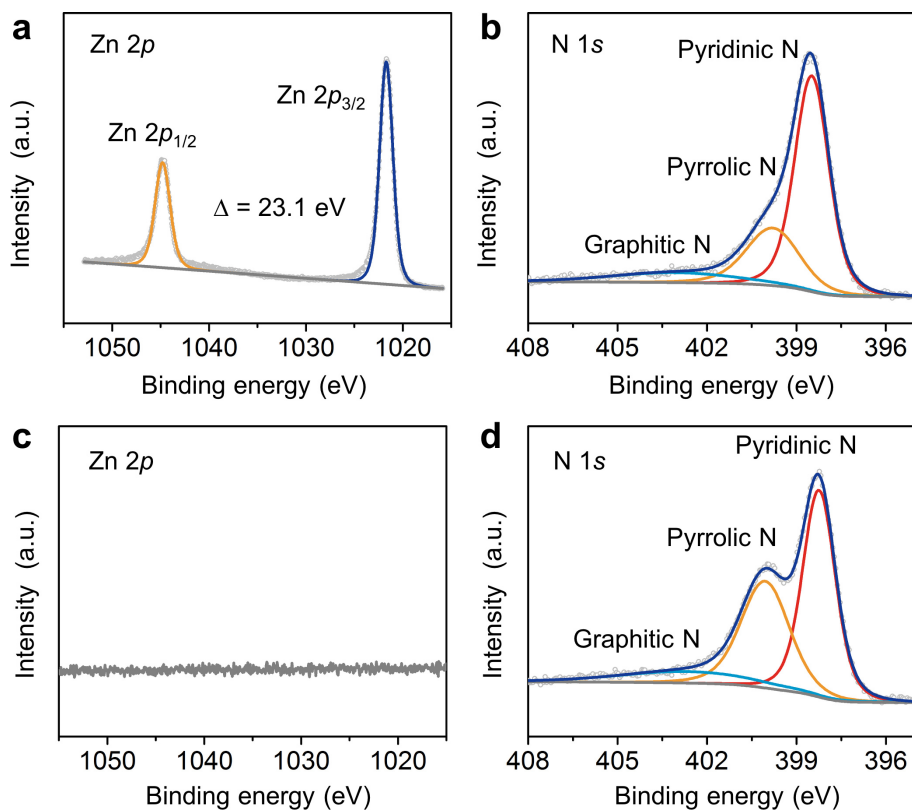 a
Zn 2p
Zn 2p3/2
Zn 2p1/2
Δ = 23.1 eV
Intensity (a.u.)
1050 1040 1030 1020
Binding energy (eV)
b
N 1s
Pyridinic N
Pyrrolic N
Graphitic N
Intensity (a.u.)
408 405 402 399 396
Binding energy (eV)
c
Zn 2p
Intensity (a.u.)
1050 1040 1030 1020
Binding energy (eV)
d
N 1s
Pyridinic N
Pyrrolic N
Graphitic N
Intensity (a.u.)
408 405 402 399 396
Binding energy (eV)